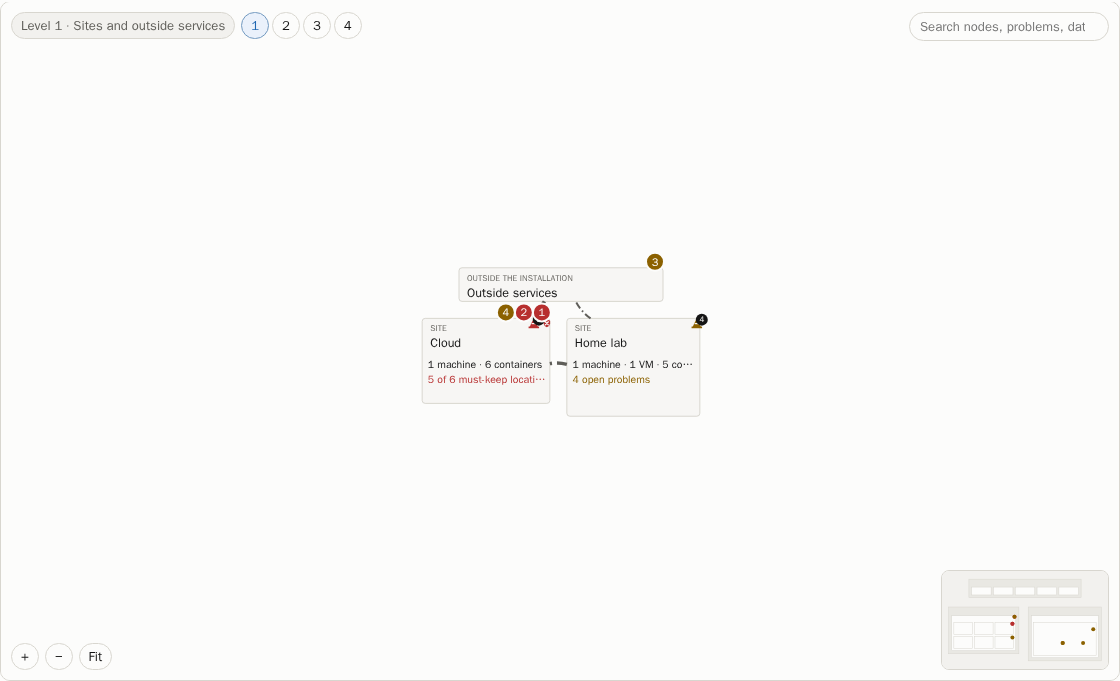 Level 1 · Sites and outside services
1
2
3
4
Search nodes, problems, dat
3
OUTSIDE THE INSTALLATION
Outside services
4
2
1
SITE
Cloud
1 machine · 6 containers
5 of 6 must-keep locati···
4
SITE
Home lab
1 machine · 1 VM · 5 co···
4 open problems
+
−
Fit